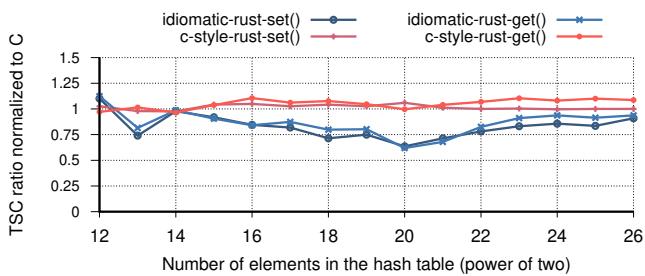 idiomatic-rust-set() idiomatic-rust-get()
c-style-rust-set() c-style-rust-get()
TSC ratio normalized to C
1.5
1.25
1
0.75
0.5
0.25
0
12 14 16 18 20 22 24 26
Number of elements in the hash table (power of two)